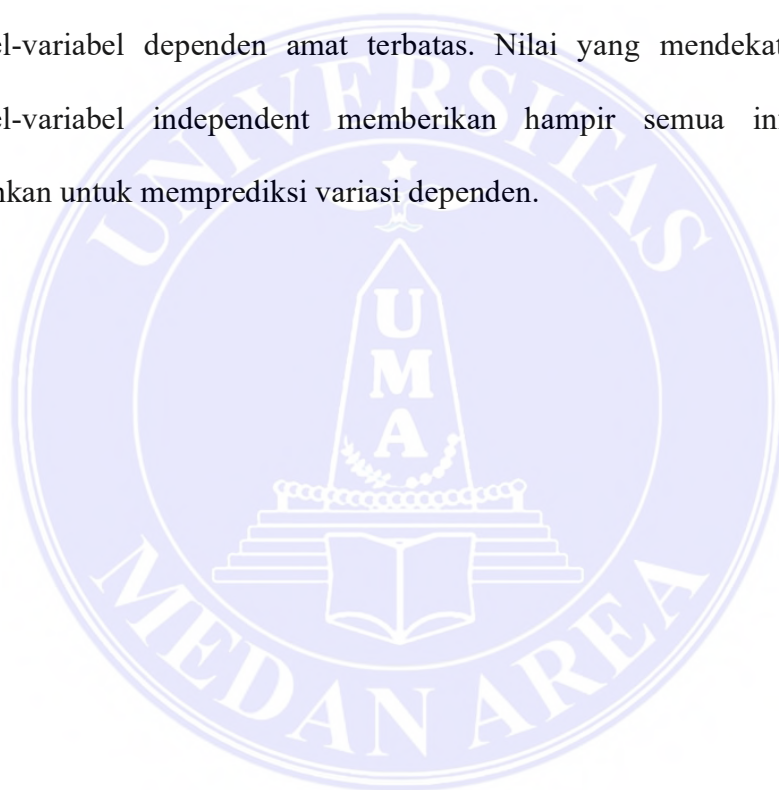 el-variabel dependen amat terbatas. Nilai yang mendekat
el-variabel independent memberikan hampir semua in
kan untuk memprediksi variasi dependen.
UNIVERSITAS
U
M
A
MEDAN AREA